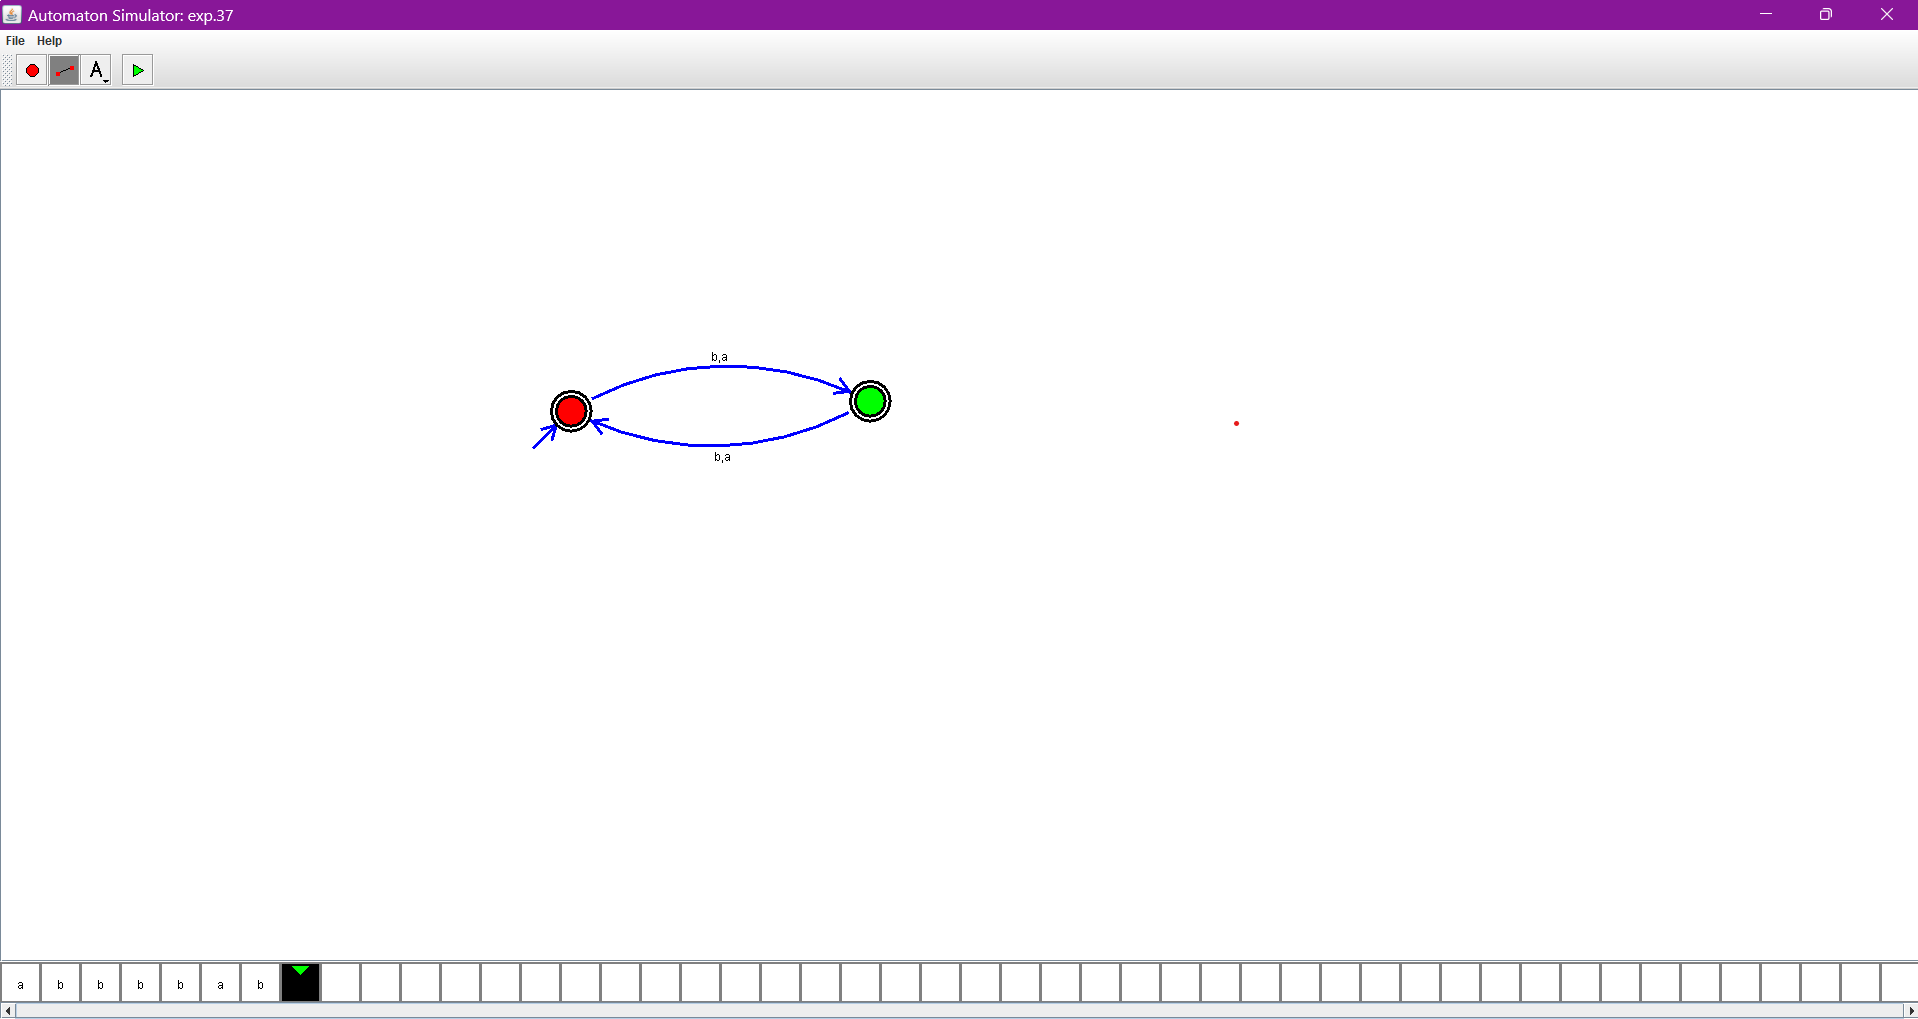 Automaton Simulator: exp.37
File Help
A
b,a
b,a
a b b b b a b